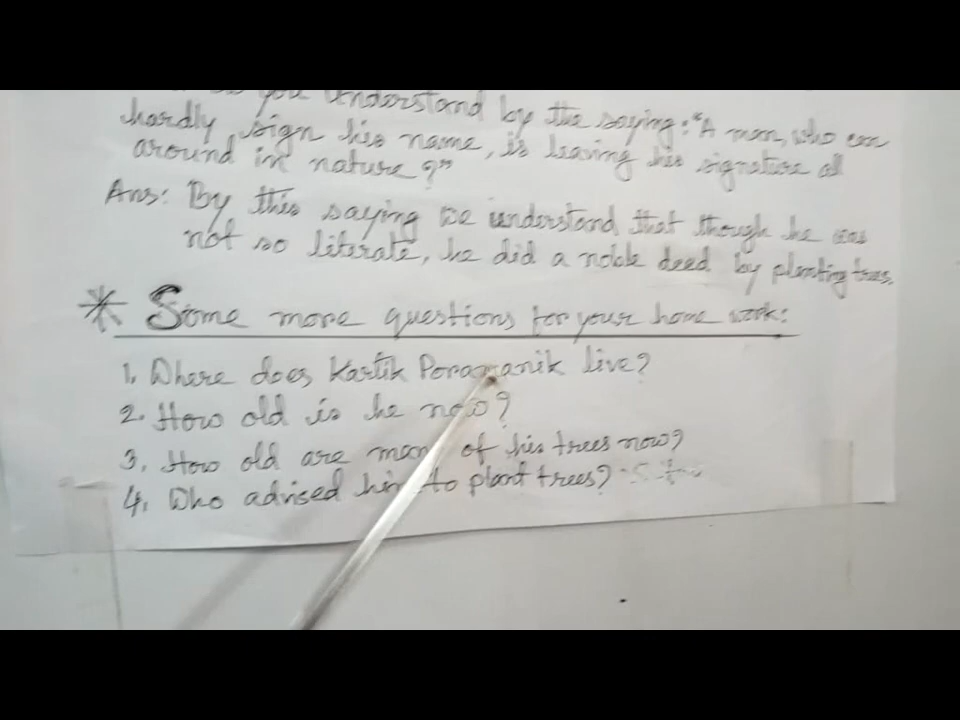 you understand by the saying: "A man, who can
hardly sign his name, is leaving his signature all
around in nature?"
Ans: By this saying we understand that though he was
not so literate, he did a noble deed by planting trees.
* Some more questions for your home work:
1. Where does Kartik Poramanik live?
2. How old is he now?
3. How old are many of his trees now?
4. Who advised him to plant trees?